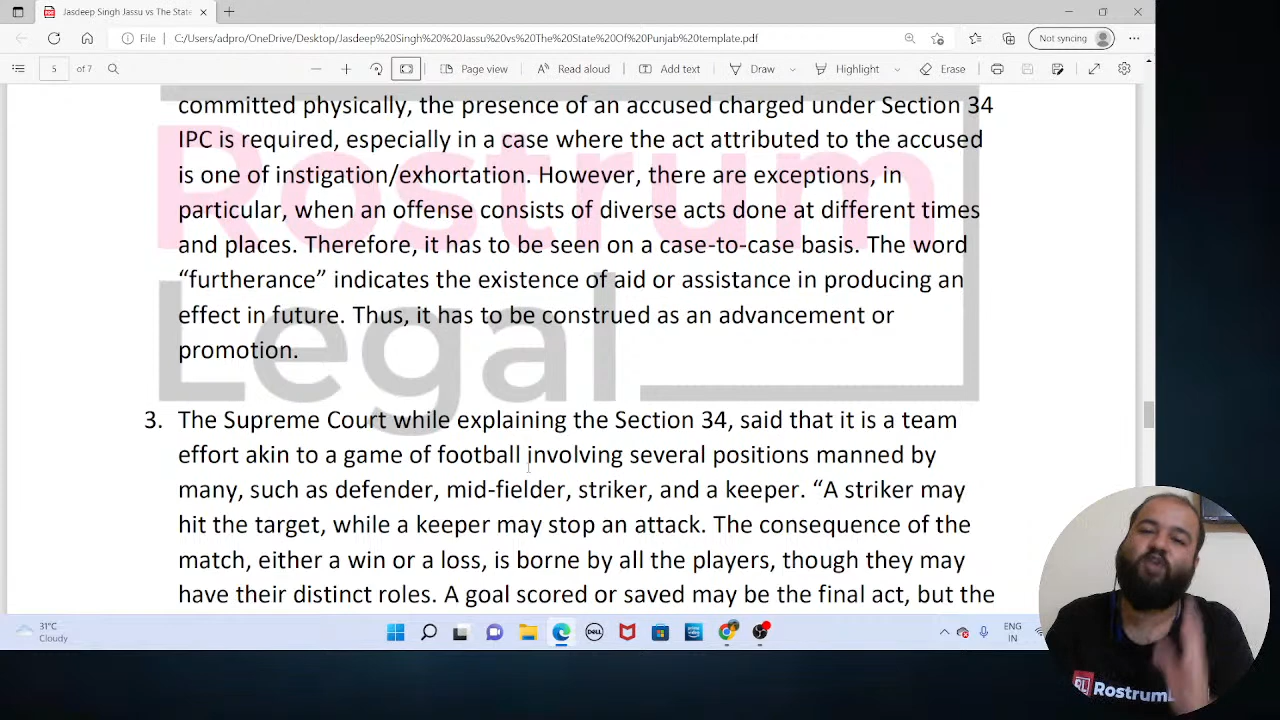 Jasdeep Singh Jassu vs The State
File
C:/Users/adpro/OneDrive/Desktop/Jasdeep%20Singh%20%20Jassu%20vs%20The%20State%20Of%20Punjab%20template.pdf
Not syncing
5 of 7
Page view
Read aloud
Add text
Draw
Highlight
Erase
committed physically, the presence of an accused charged under Section 34
IPC is required, especially in a case where the act attributed to the accused
is one of instigation/exhortation. However, there are exceptions, in
particular, when an offense consists of diverse acts done at different times
and places. Therefore, it has to be seen on a case-to-case basis. The word
“furtherance” indicates the existence of aid or assistance in producing an
effect in future. Thus, it has to be construed as an advancement or
promotion.
Rostrum
Legal
3. The Supreme Court while explaining the Section 34, said that it is a team
effort akin to a game of football involving several positions manned by
many, such as defender, mid-fielder, striker, and a keeper. “A striker may
hit the target, while a keeper may stop an attack. The consequence of the
match, either a win or a loss, is borne by all the players, though they may
have their distinct roles. A goal scored or saved may be the final act, but the
31°C
Cloudy
DELL
prime video
ENG
IN
RL
Rostrum